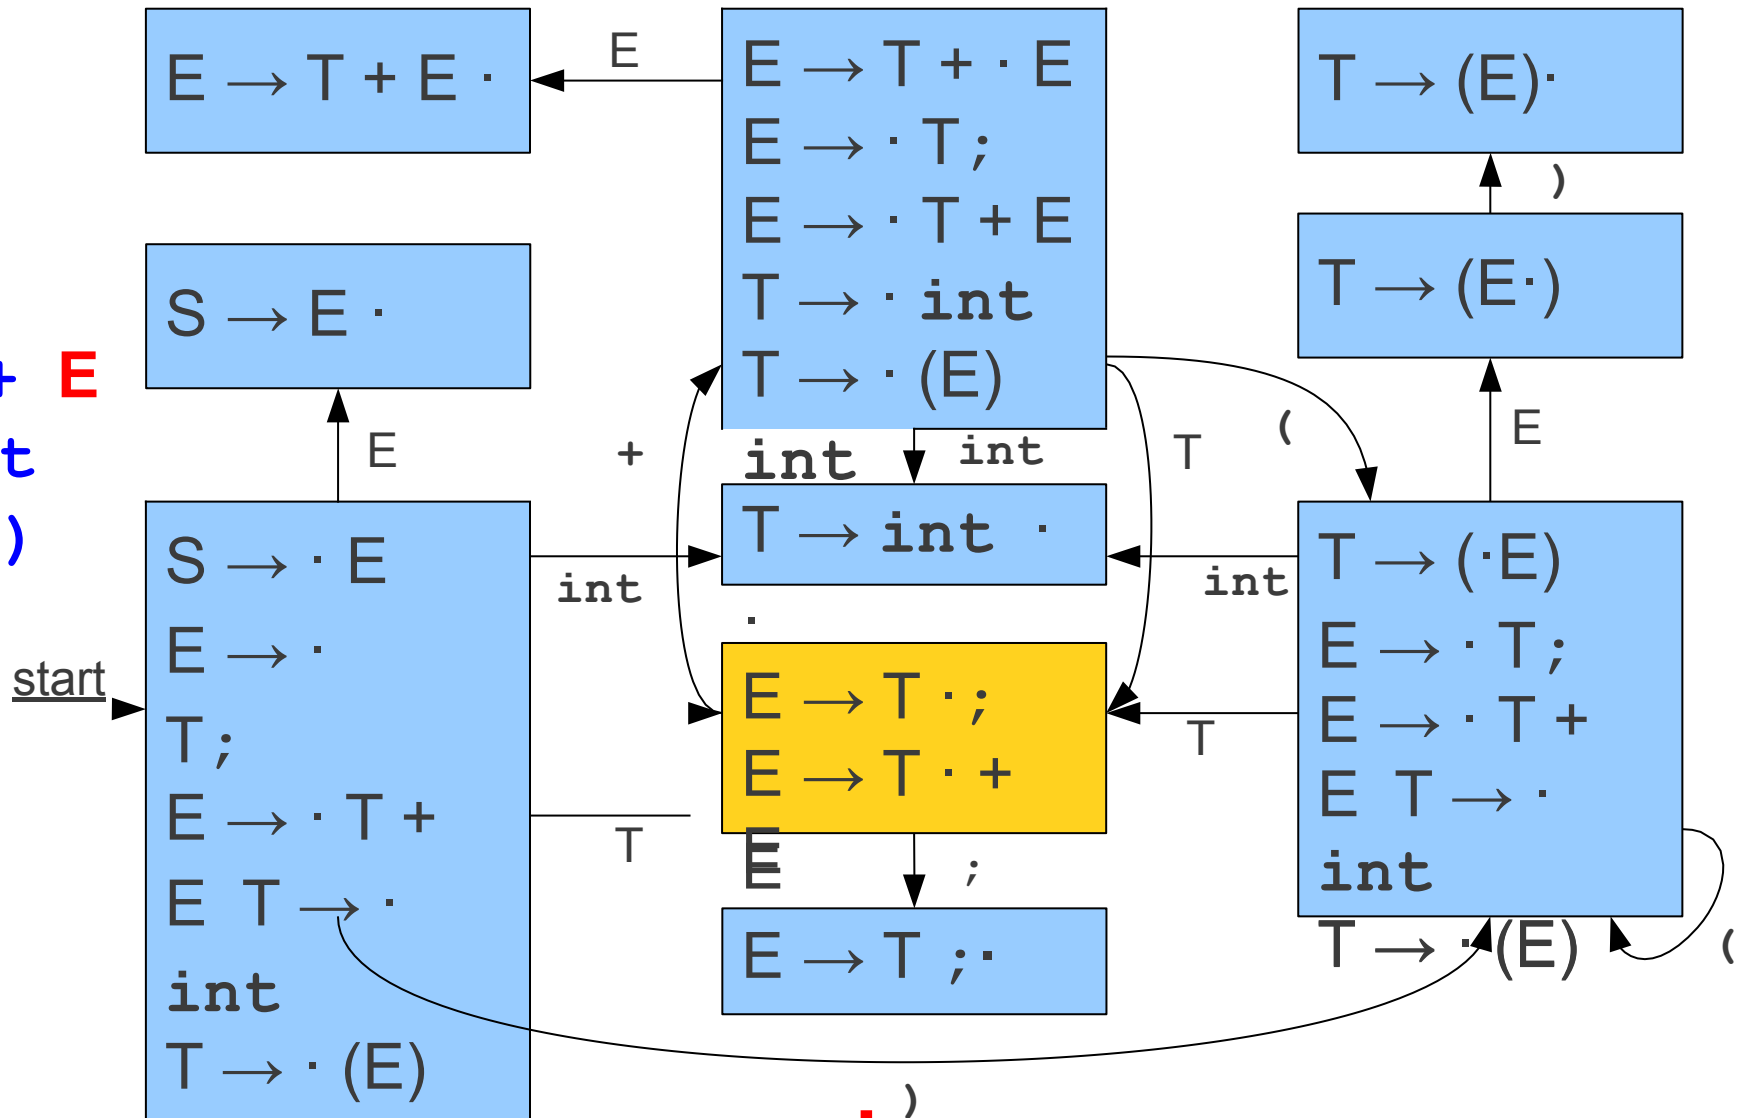 E → T + E ·
E
E → T + · E
E → · T ;
E → · T + E
T → · int
T → · (E)
int
T → (E)·
)
T → (E·)
S → E ·
+ E
t
)
E
+
int
T
(
E
T → int ·
·
int
int
S → · E
E → ·
T ;
E → · T +
E T → ·
int
T → · (E)
start
T
E → T · ;
E → T · +
E
E
;
E → T ; ·
T
T → (·E)
E → · T ;
E → · T +
E T → ·
int
T → · (E)
(
)